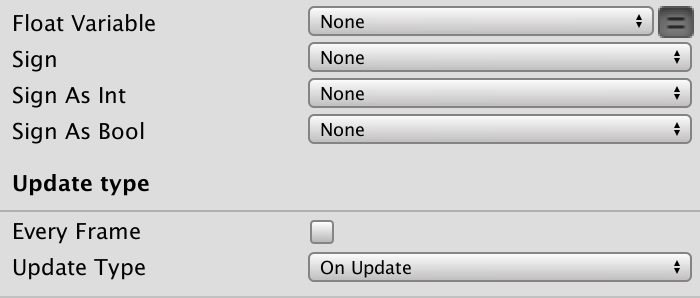 Float Variable None =
Sign None
Sign As Int None
Sign As Bool None
Update type
Every Frame
Update Type On Update